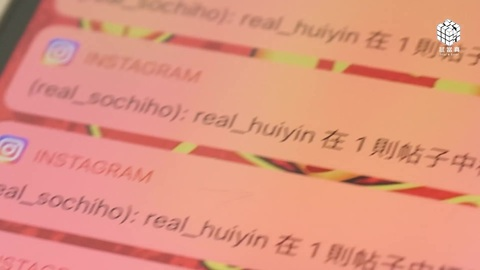 (real_sochiho): real_huiyin 在 1 則帖子
INSTAGRAM
(real_sochiho): real_huiyin 在 1 則帖子中
INSTAGRAM
real_sochiho): real_huiyin 在 1 則帖子中
INSTAGRAM